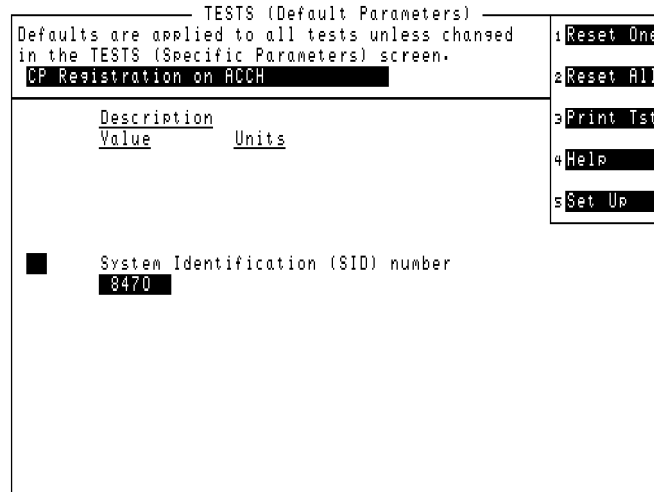 TESTS (Default Parameters)
Defaults are applied to all tests unless changed
in the TESTS (Specific Parameters) screen.
CP Registration on ACCH
Description
Value Units
System Identification (SID) number
8470
1 Reset One
2 Reset All
3 Print Tst
4 Help
5 Set Up